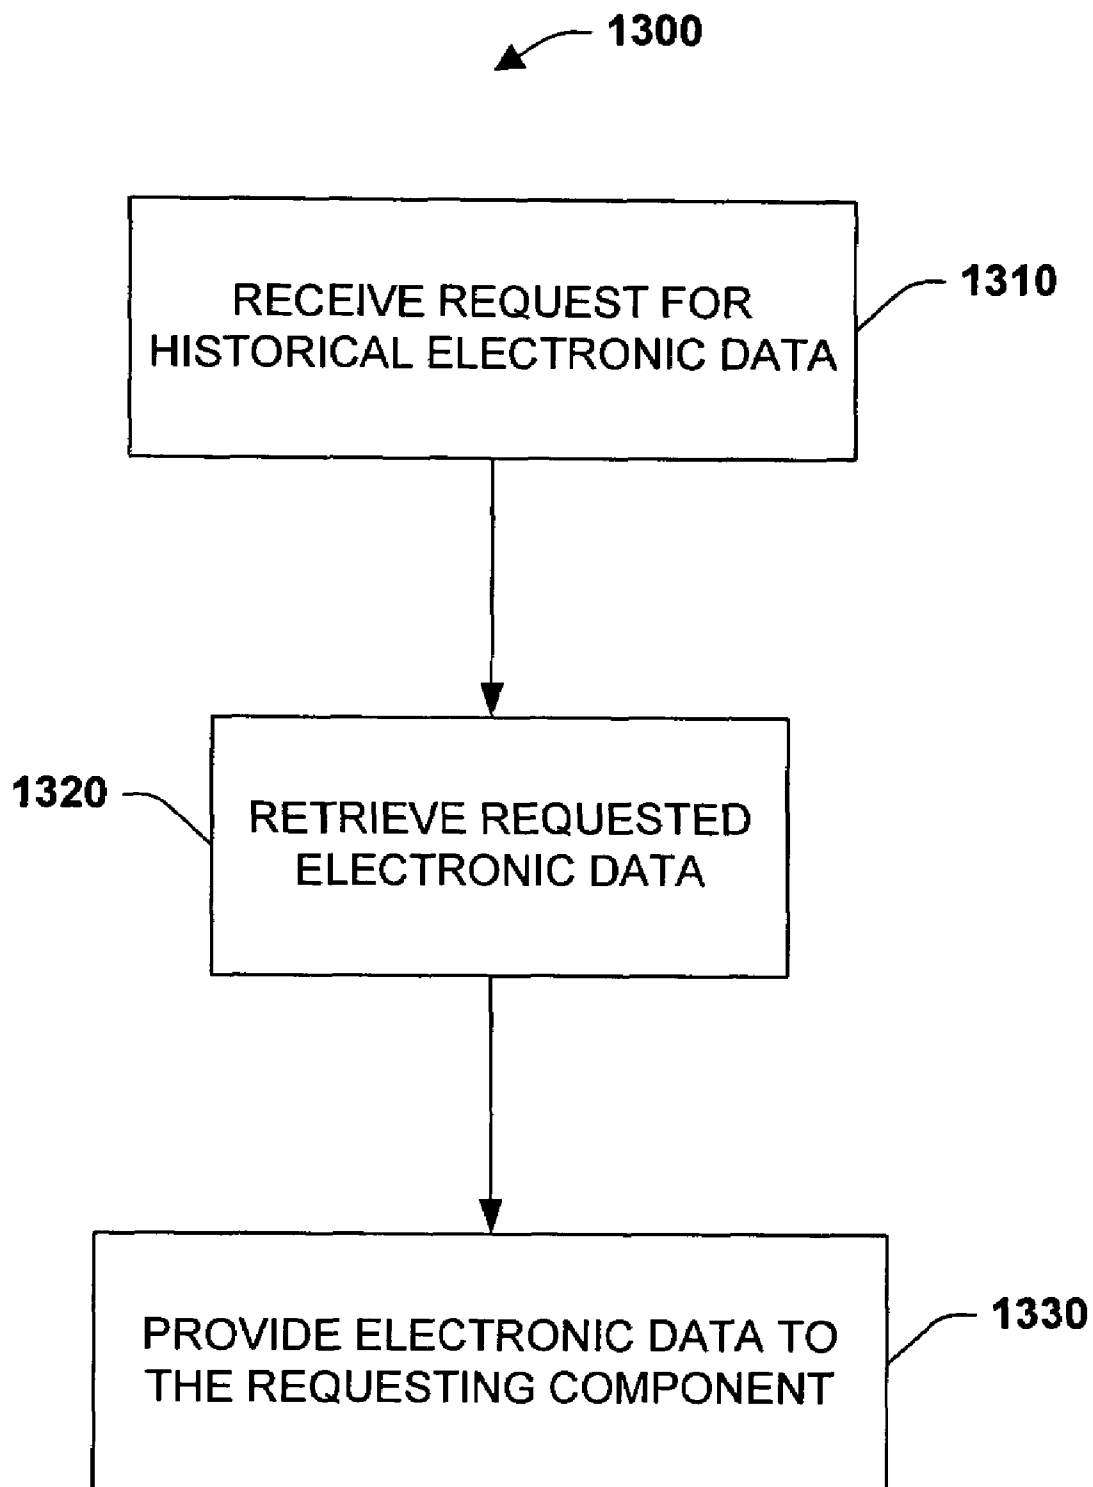 1300
RECEIVE REQUEST FOR
HISTORICAL ELECTRONIC DATA
1310
1320
RETRIEVE REQUESTED
ELECTRONIC DATA
PROVIDE ELECTRONIC DATA TO
THE REQUESTING COMPONENT
1330